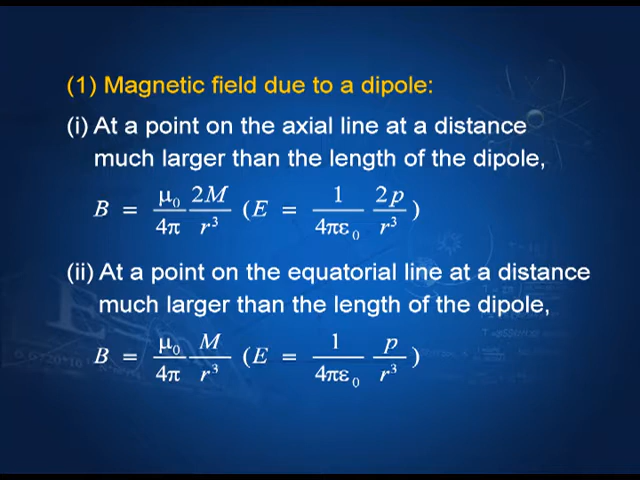 (1) Magnetic field due to a dipole:
(i) At a point on the axial line at a distance
much larger than the length of the dipole,
B = μ₀/4π 2M/r³ (E = 1/4πε₀ 2p/r³)
(ii) At a point on the equatorial line at a distance
much larger than the length of the dipole,
B = μ₀/4π M/r³ (E = 1/4πε₀ p/r³)